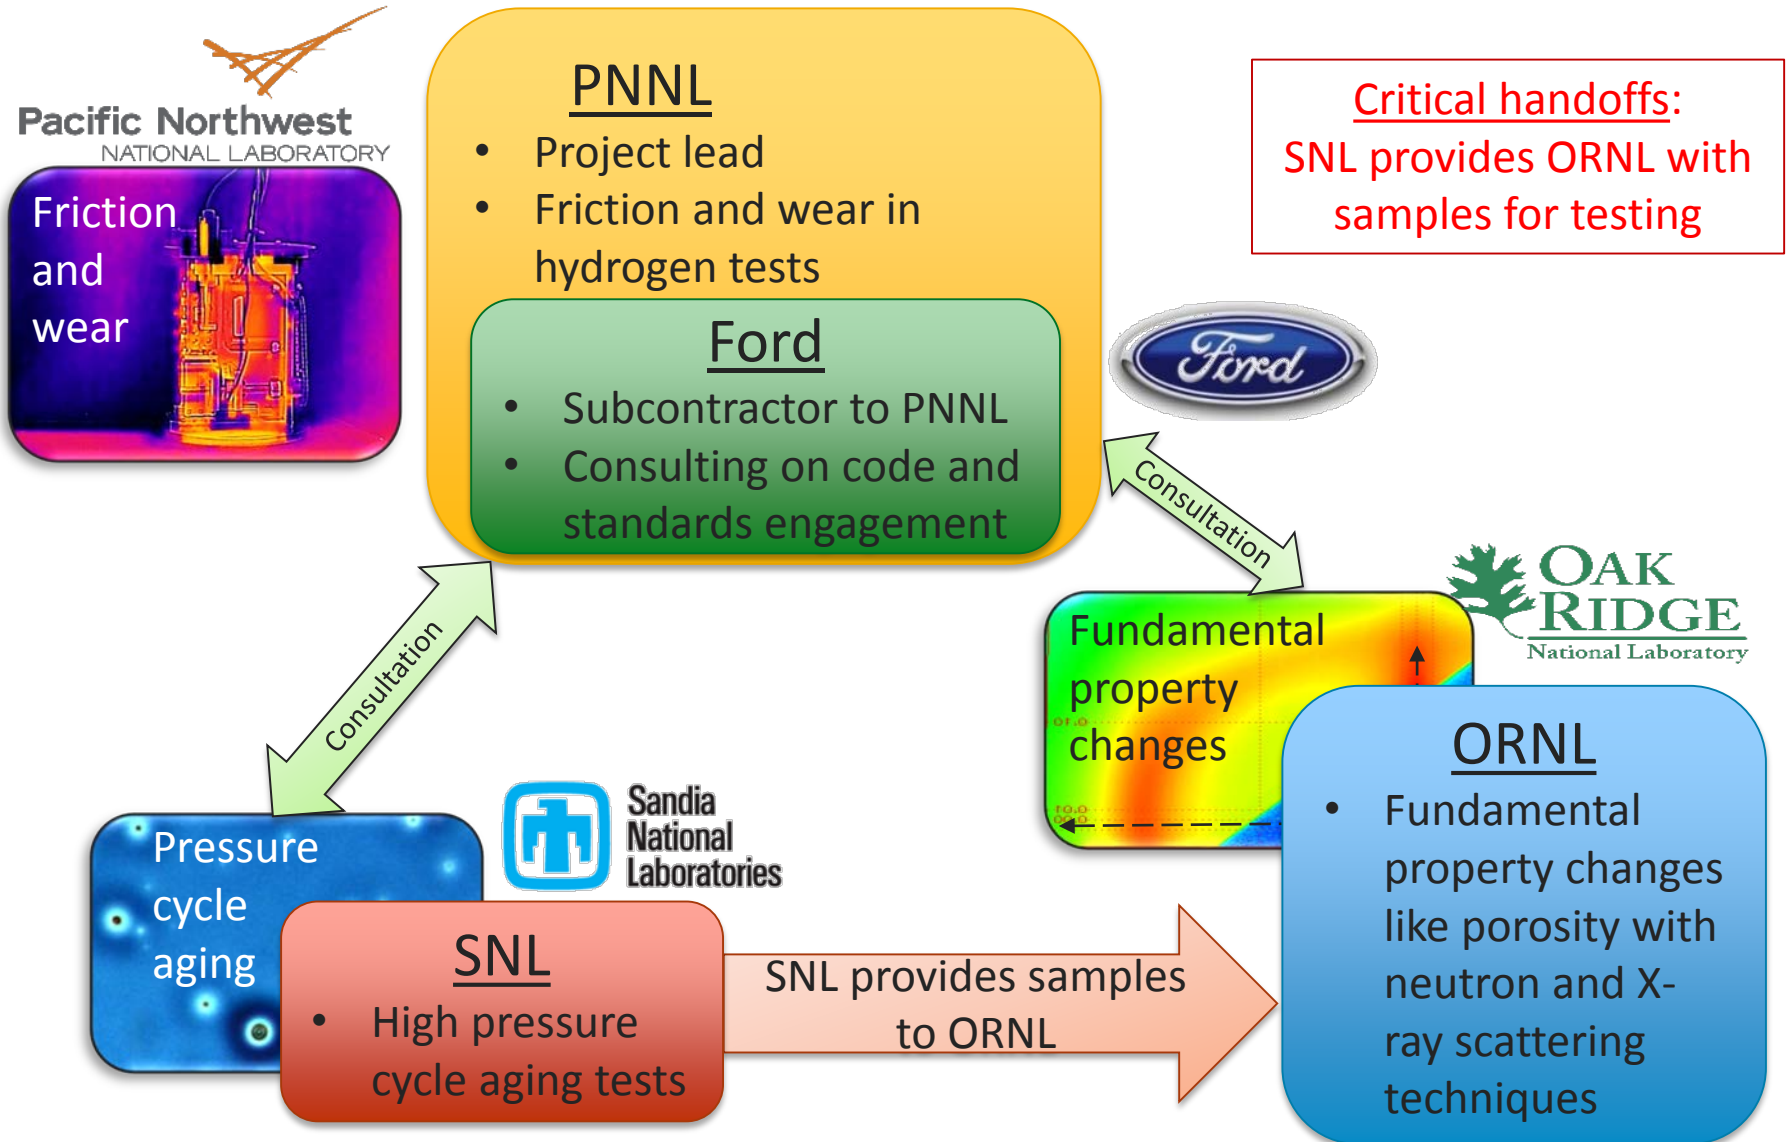 Pacific Northwest
NATIONAL LABORATORY
Friction
and
wear
PNNL
• Project lead
• Friction and wear in
hydrogen tests
Ford
• Subcontractor to PNNL
• Consulting on code and
standards engagement
Critical handoffs:
SNL provides ORNL with
samples for testing
Ford
Consultation
Consultation
OAK
RIDGE
National Laboratory
Fundamental
property
changes
ORNL
• Fundamental
property changes
like porosity with
neutron and X-
ray scattering
techniques
Sandia
National
Laboratories
Pressure
cycle
aging
SNL
• High pressure
cycle aging tests
SNL provides samples
to ORNL